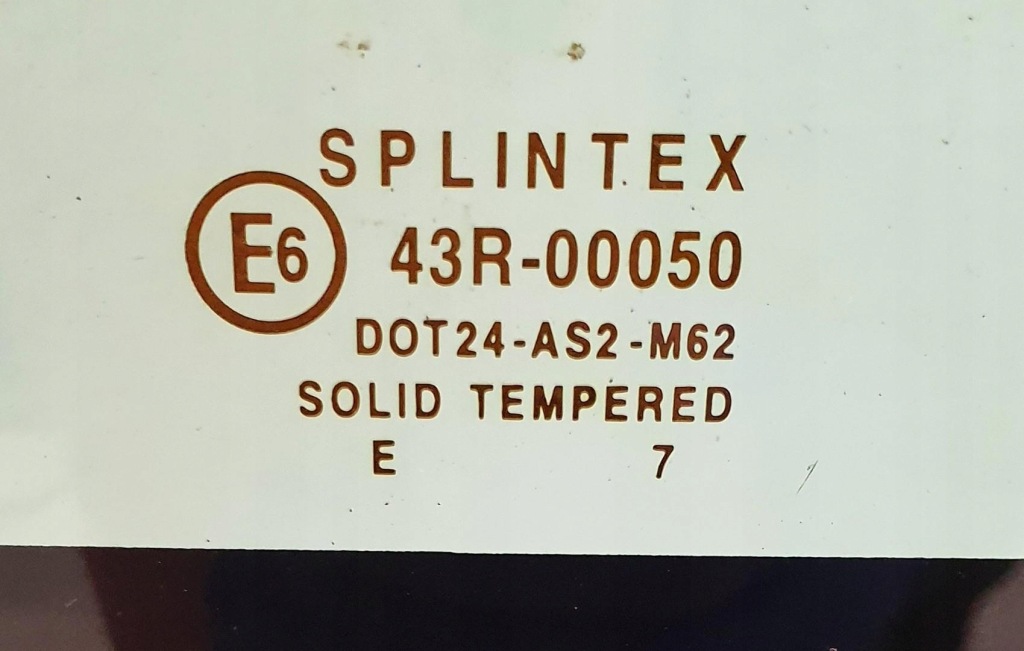 SPLINTEX
E6 43R-00050
DOT24-AS2-M62
SOLID TEMPERED
E 7